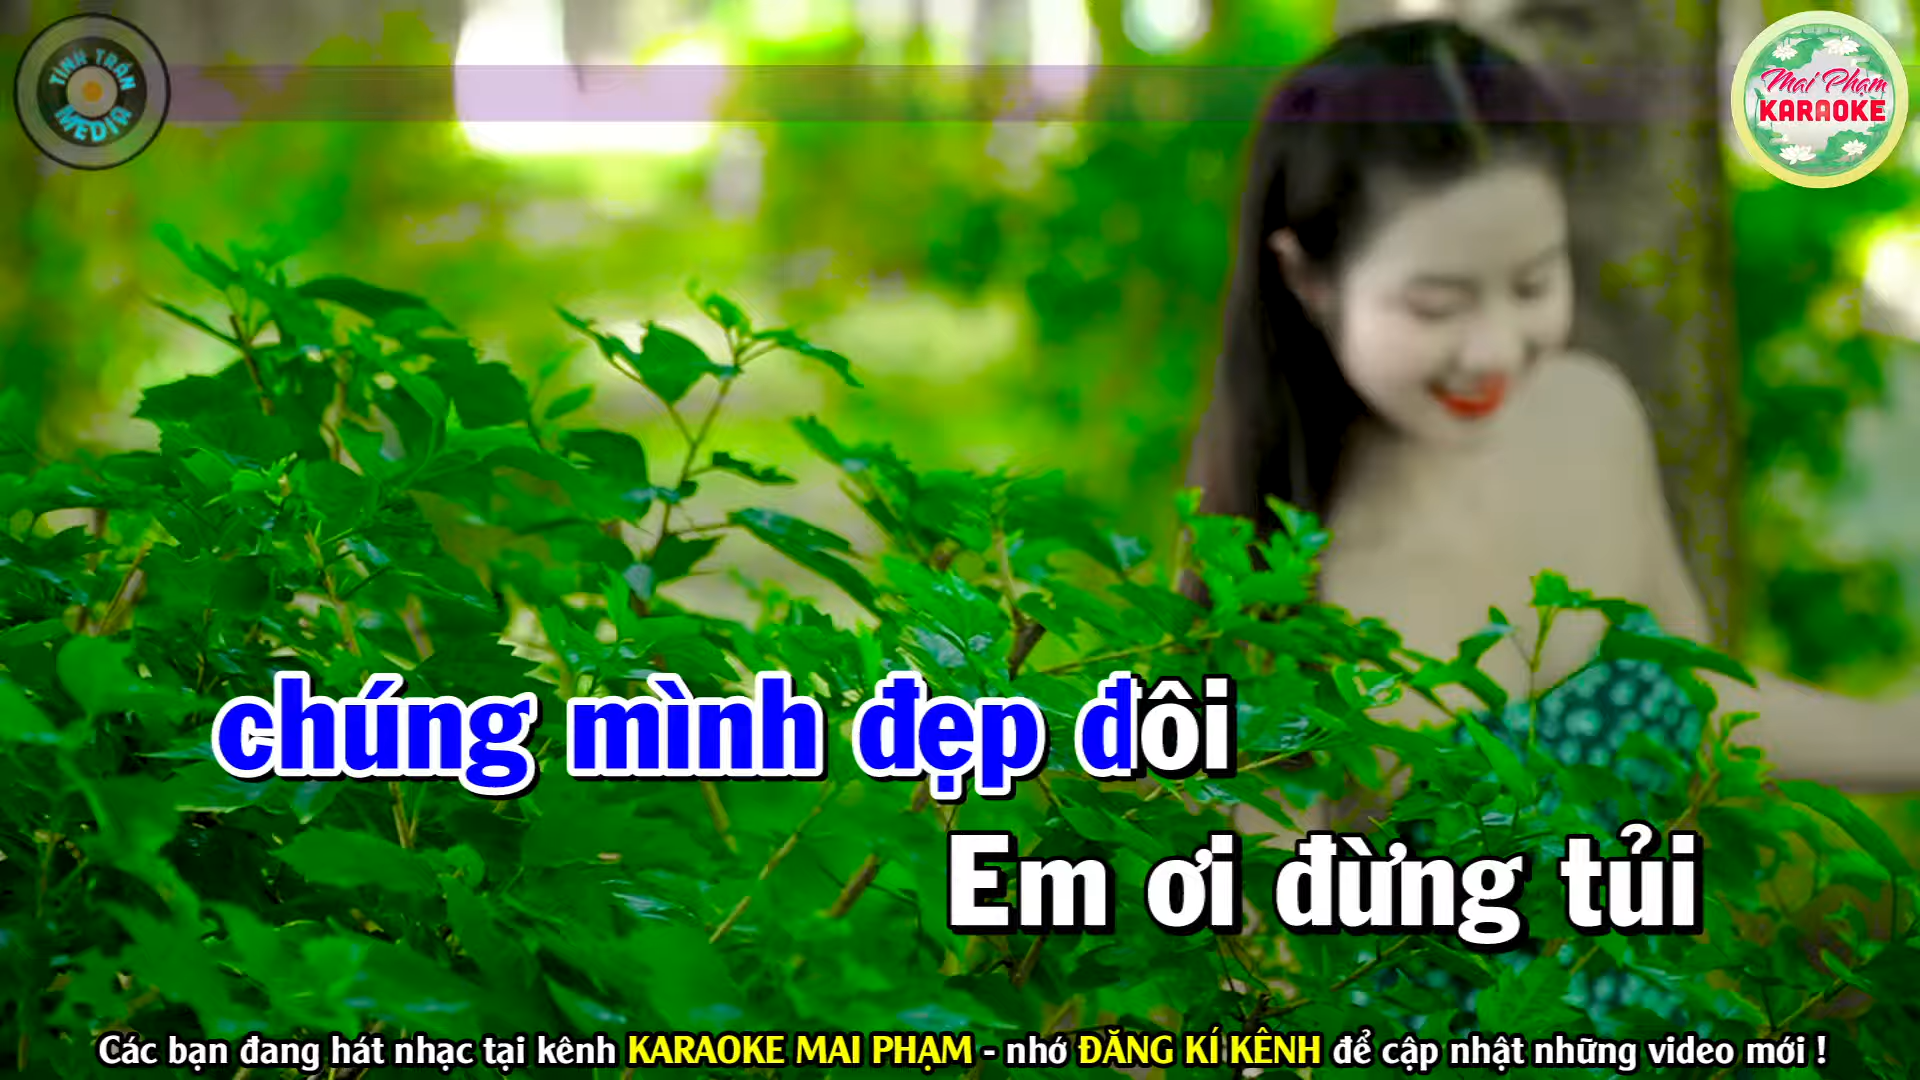 TÌNH TRẦN
MEDIA
Mai Phạm
KARAOKE
chúng mình đẹp đôi
Em ơi đừng tủi
Các bạn đang hát nhạc tại kênh KARAOKE MAI PHẠM - nhớ ĐĂNG KÍ KÊNH để cập nhật những video mới !